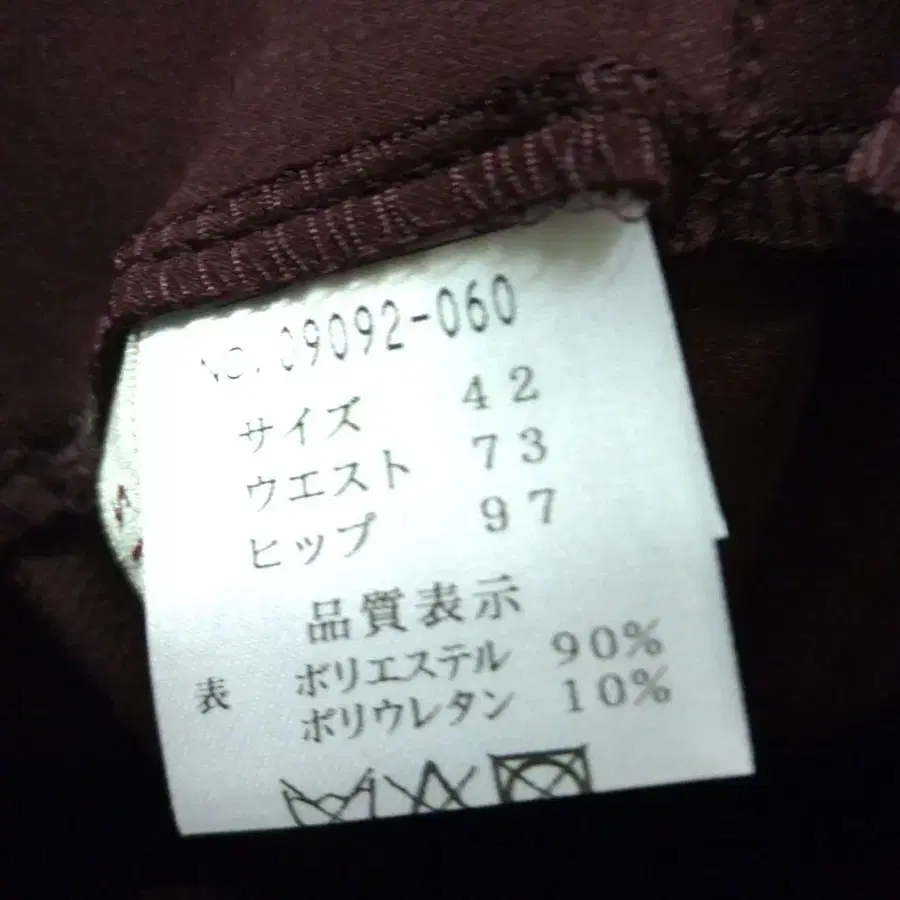 NO. 09092-060
サイズ 42
ウエスト 73
ヒップ 97
品質表示
表 ポリエステル 90%
ポリウレタン 10%